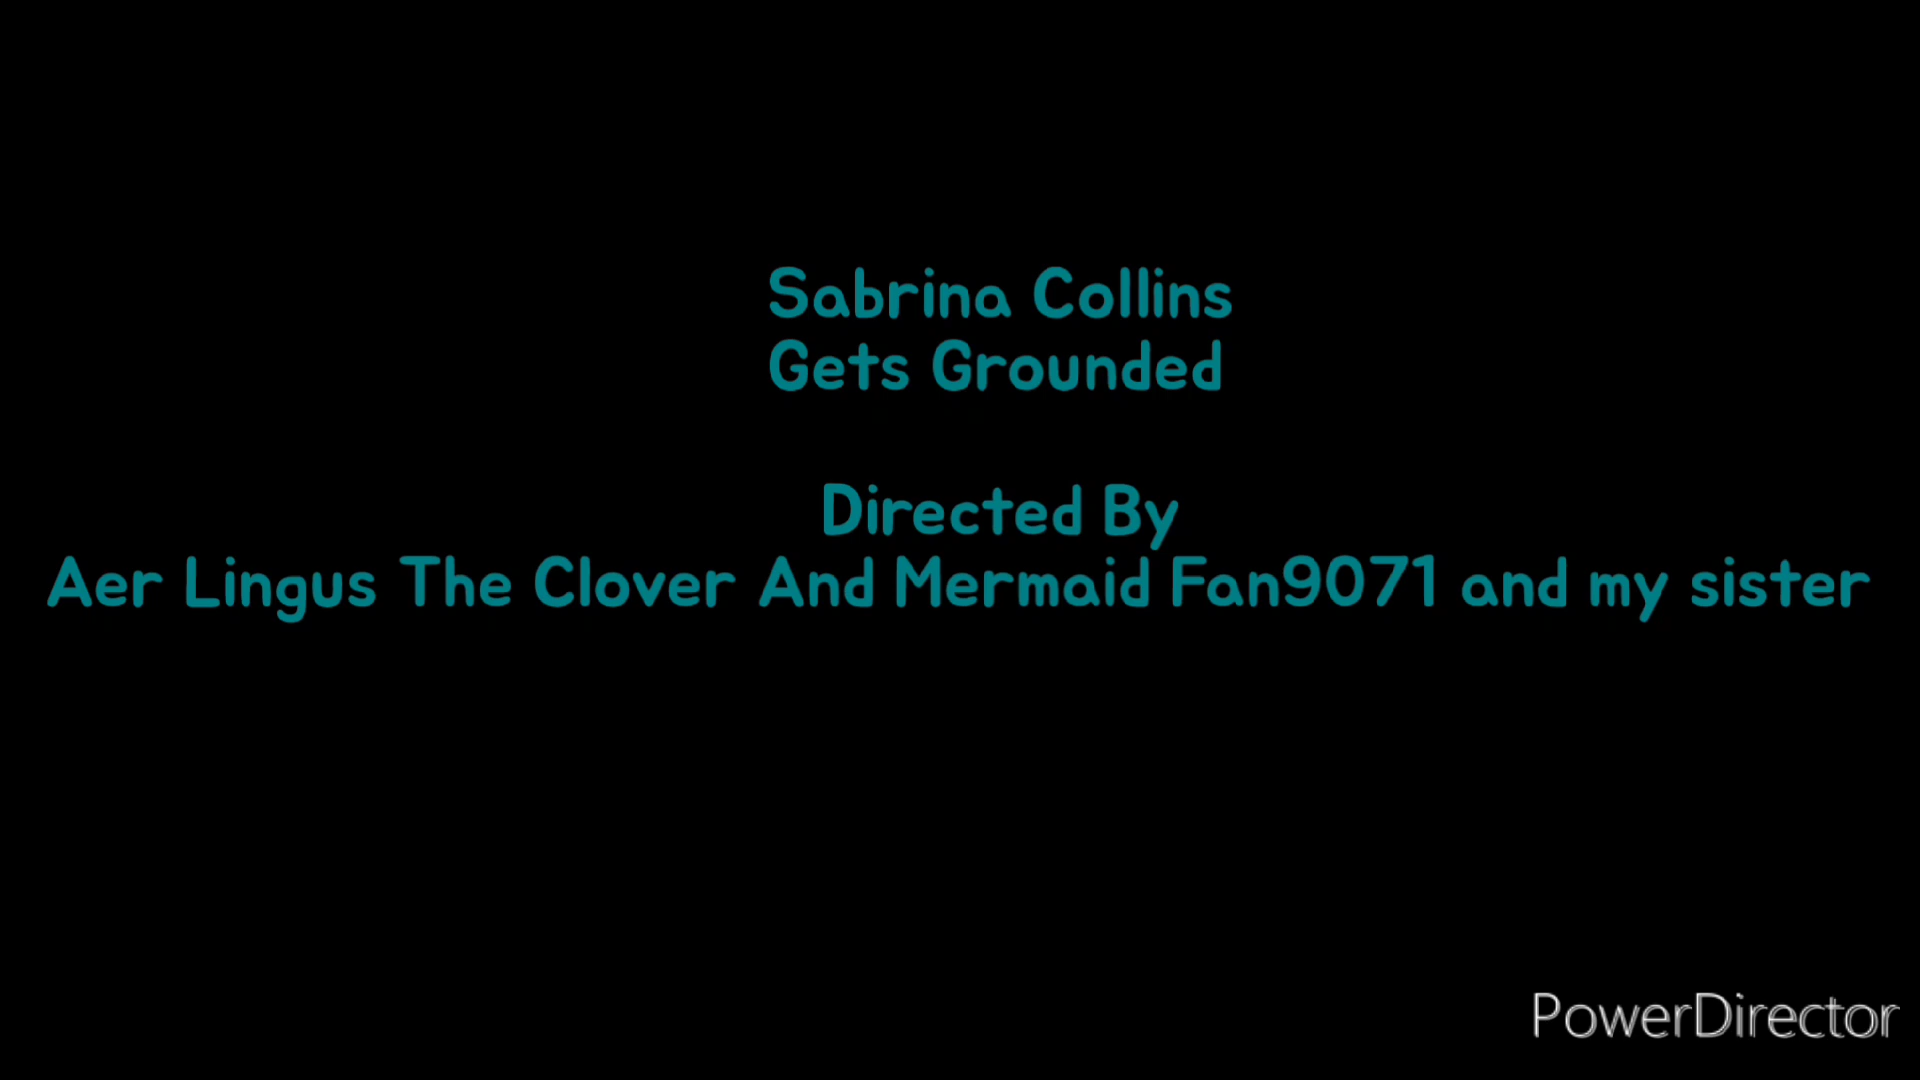 Sabrina Collins
Gets Grounded
Directed By
Aer Lingus The Clover And Mermaid Fan9071 and my sister
PowerDirector